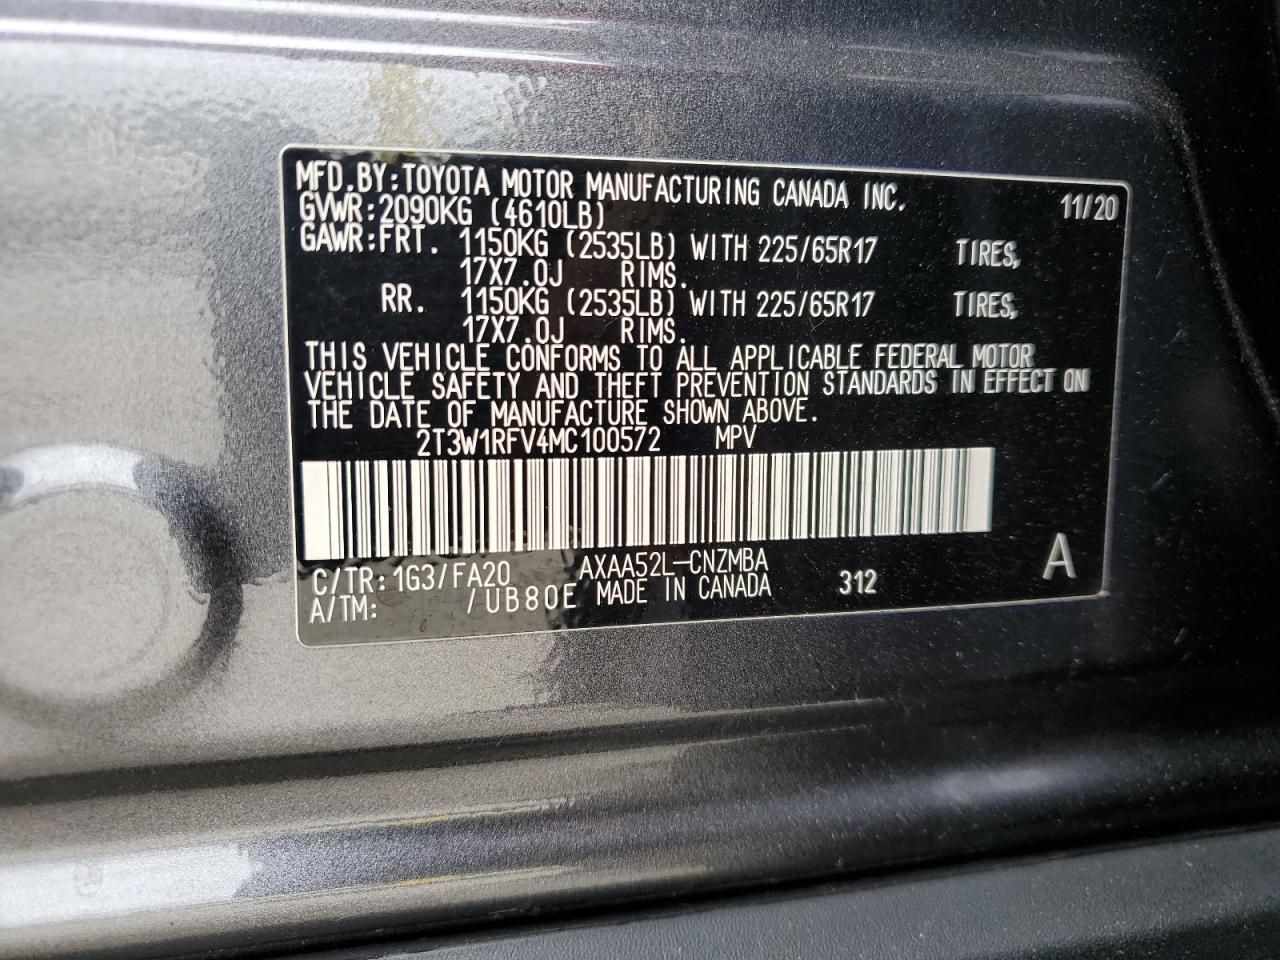 MFD.BY:TOYOTA MOTOR MANUFACTURING CANADA INC. 11/20
GVWR:2090KG (4610LB)
GAWR:FRT. 1150KG (2535LB) WITH 225/65R17 TIRES,
17X7.0J RIMS.
RR. 1150KG (2535LB) WITH 225/65R17 TIRES,
17X7.0J RIMS.
THIS VEHICLE CONFORMS TO ALL APPLICABLE FEDERAL MOTOR
VEHICLE SAFETY AND THEFT PREVENTION STANDARDS IN EFFECT ON
THE DATE OF MANUFACTURE SHOWN ABOVE.
2T3W1RFV4MC100572 MPV
C/TR:1G3/FA20 AXAA52L-CNZMBA
A/TM: /UB80E MADE IN CANADA 312 A